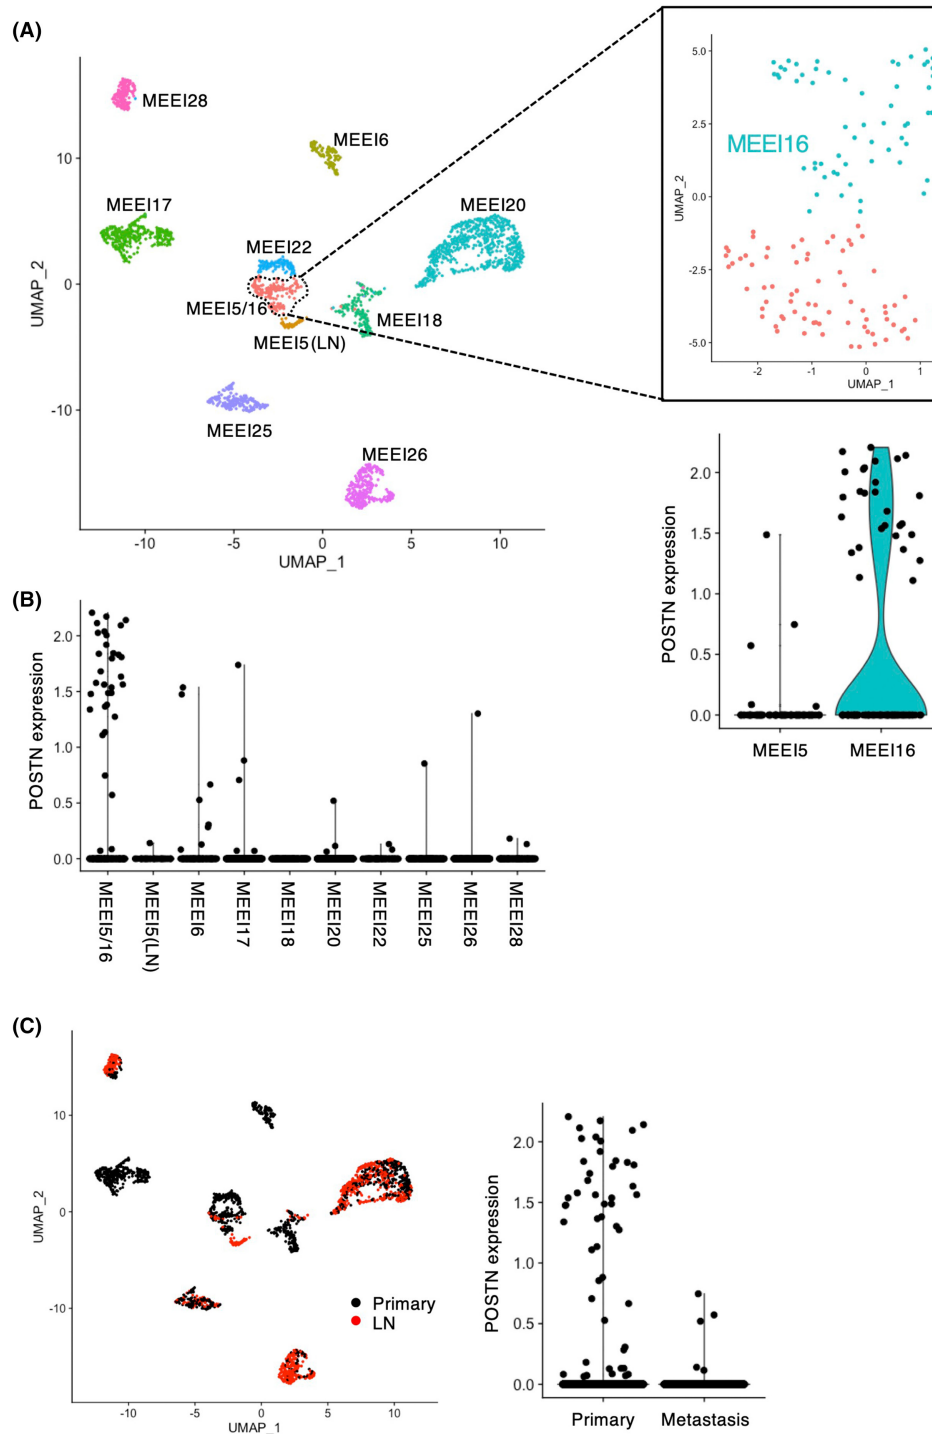 (A)
MEEI28
MEEI6
MEEI17
MEEI20
MEEI22
MEEI5/16
MEEI18
MEEI5(LN)
MEEI25
MEEI26
10
0
-10
UMAP_2
-10
-5
0
5
10
UMAP_1
MEEI16
5.0
2.5
0.0
-2.5
-5.0
UMAP_2
-2
-1
0
1
UMAP_1
2.0
1.5
1.0
0.5
0.0
POSTN expression
MEEI5
MEEI16
(B)
2.0
1.5
1.0
0.5
0.0
POSTN expression
MEEI5/16
MEEI5(LN)
MEEI6
MEEI17
MEEI18
MEEI20
MEEI22
MEEI25
MEEI26
MEEI28
(C)
10
0
-10
UMAP_2
-10
-5
0
5
10
UMAP_1
Primary
LN
2.0
1.5
1.0
0.5
0.0
POSTN expression
Primary
Metastasis